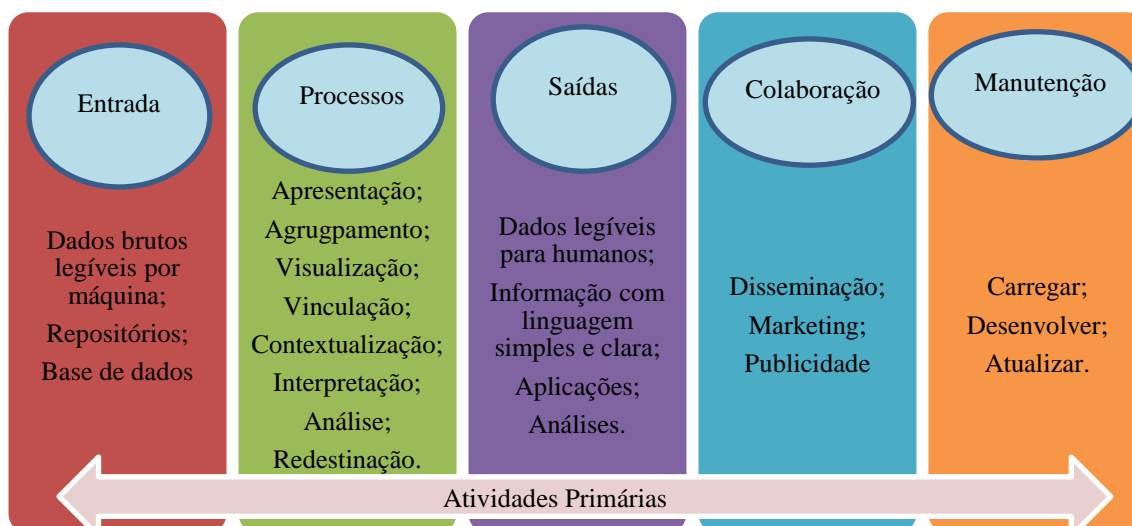 Entrada
Dados brutos
legíveis por
máquina;
Repositórios;
Base de dados
Processos
Apresentação;
Agrugpamento;
Visualização;
Vinculação;
Contextualização;
Interpretação;
Análise;
Redestinação.
Saídas
Dados legíveis
para humanos;
Informação com
linguagem
simples e clara;
Aplicações;
Análises.
Colaboração
Disseminação;
Marketing;
Publicidade
Manutenção
Carregar;
Desenvolver;
Atualizar.
Atividades Primárias